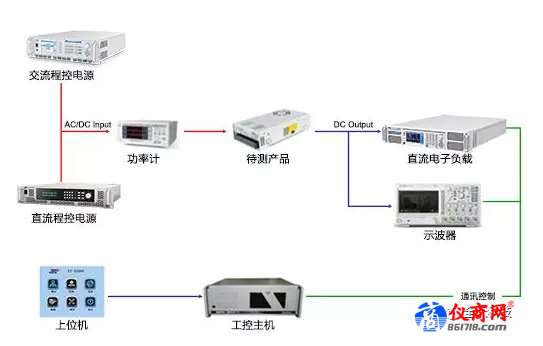 交流程控电源
AC/DC Input
DC Output
功率计
待测产品
直流电子负载
直流程控电源
示波器
上位机
工控主机
通讯控制
仪商网
861718.com